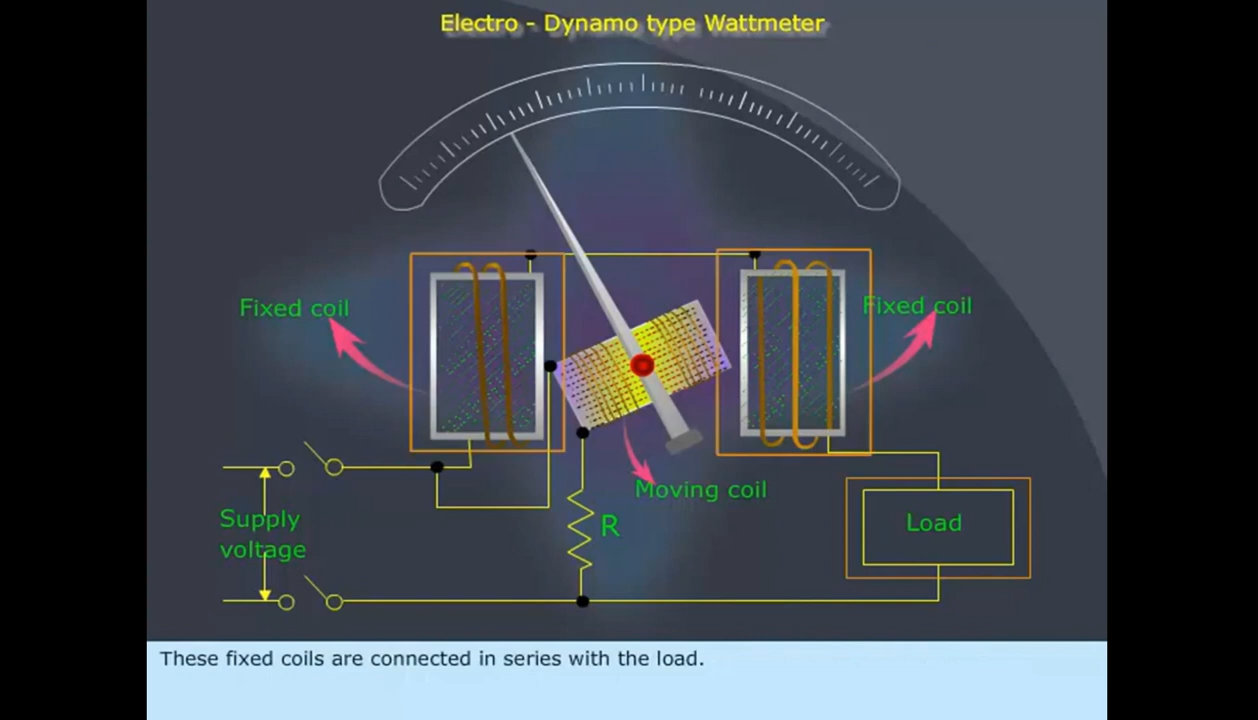 Electro - Dynamo type Wattmeter
Fixed coil
Fixed coil
Moving coil
Supply
voltage
R
Load
These fixed coils are connected in series with the load.